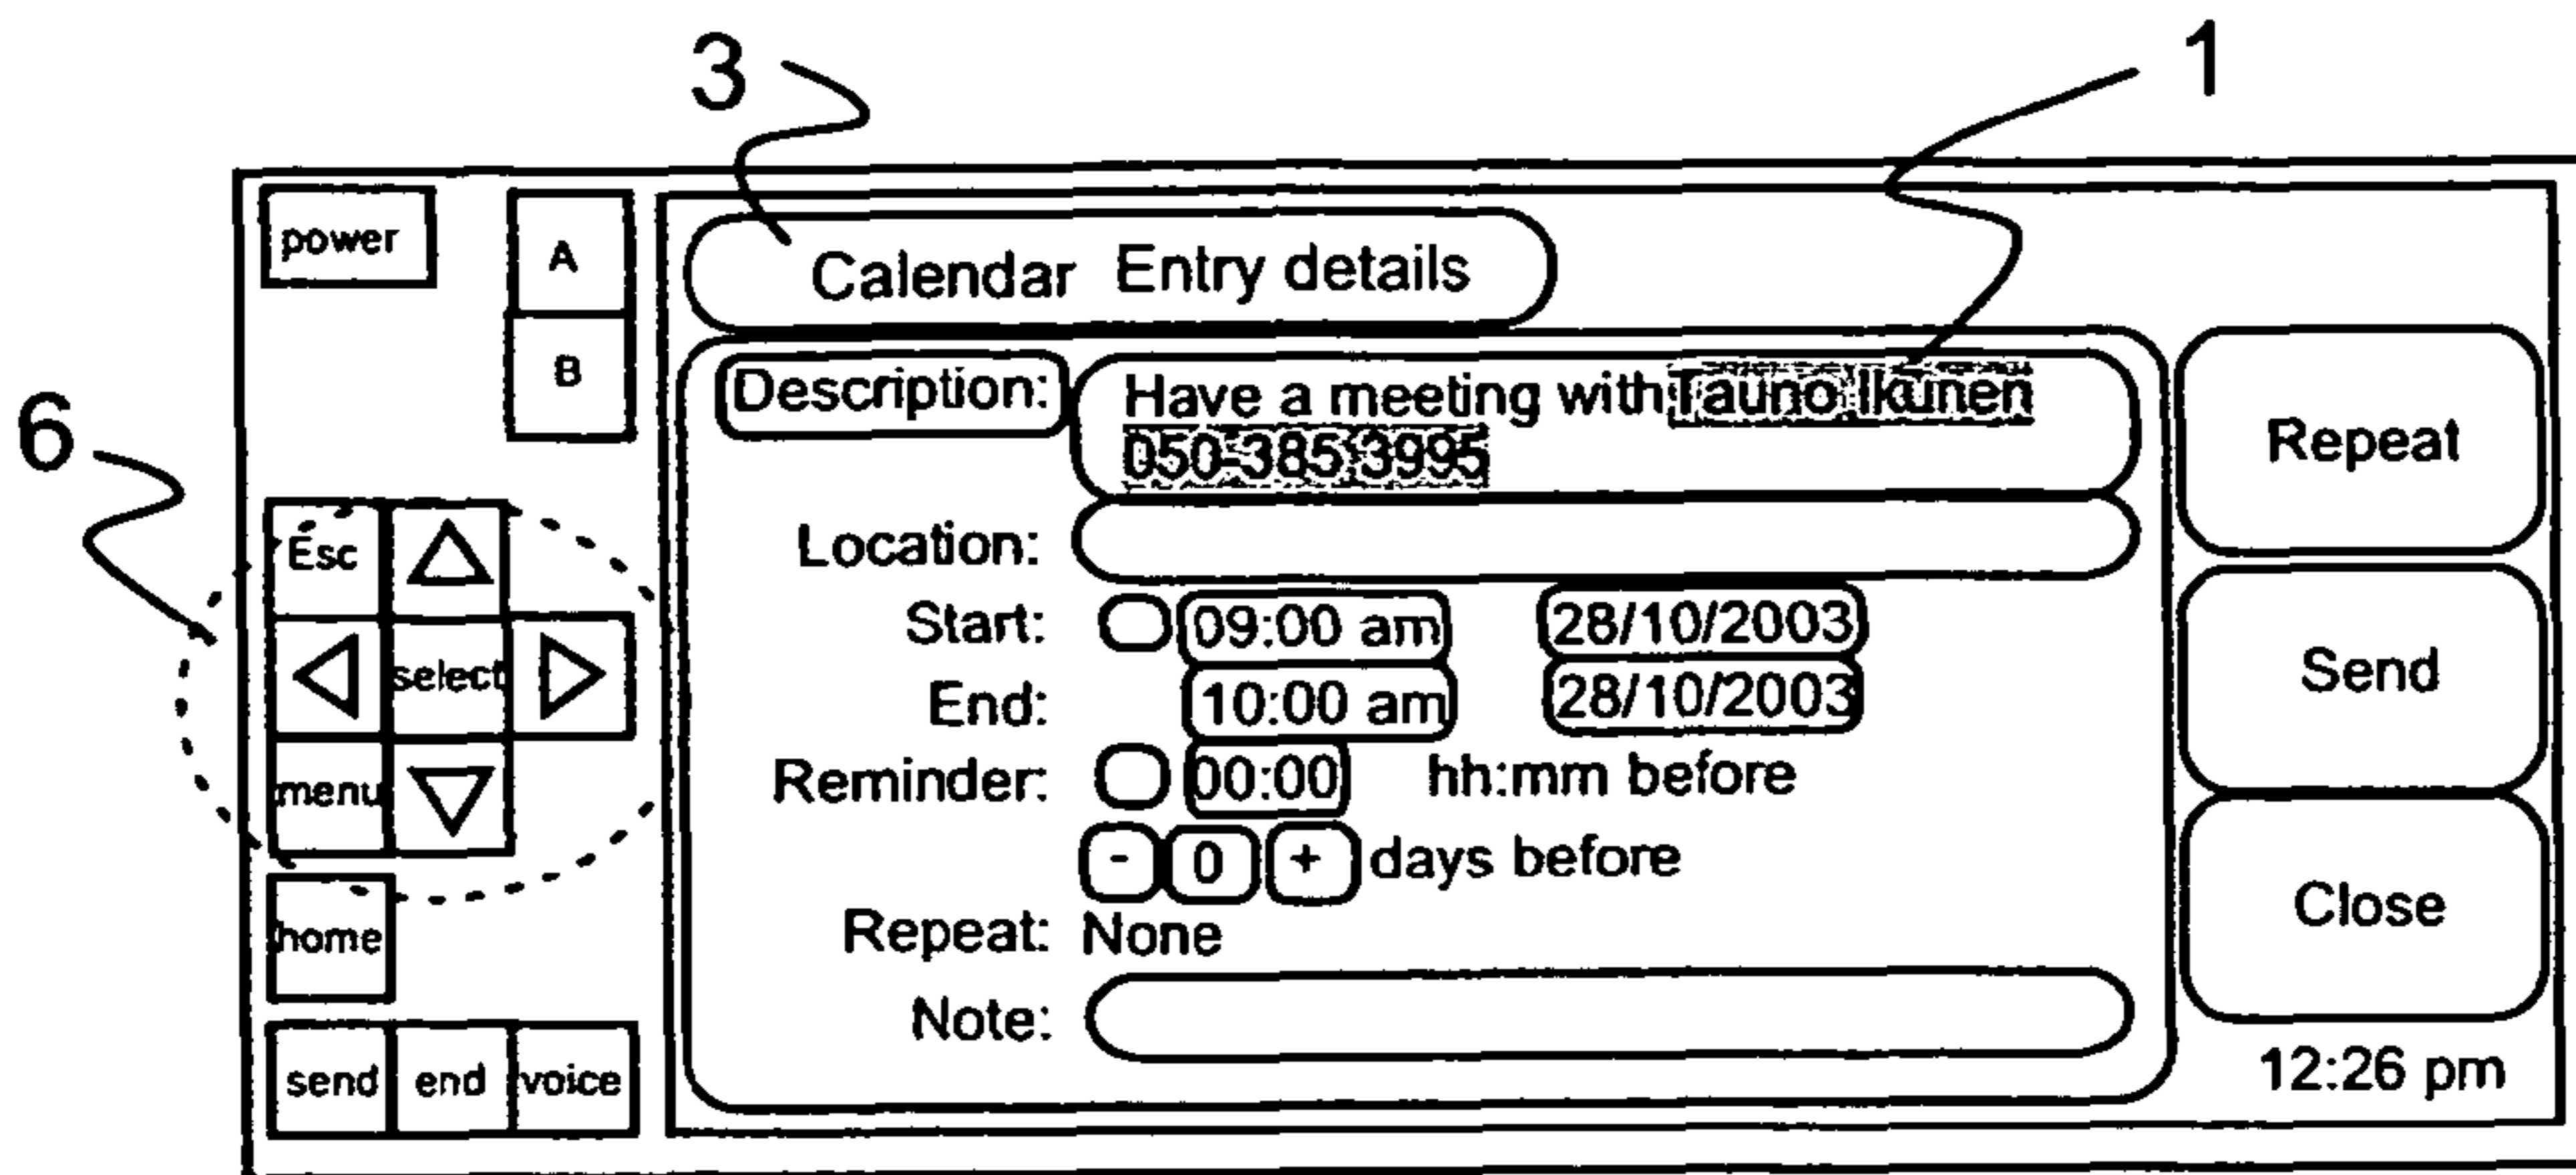 3
1
6
power
A
B
Esc
select
menu
home
send end voice
Calendar Entry details
Description: Have a meeting with Tauno Ikunen
050-385 3995
Location:
Start: 09:00 am 28/10/2003
End: 10:00 am 28/10/2003
Reminder: 00:00 hh:mm before
- 0 + days before
Repeat: None
Note:
Repeat
Send
Close
12:26 pm